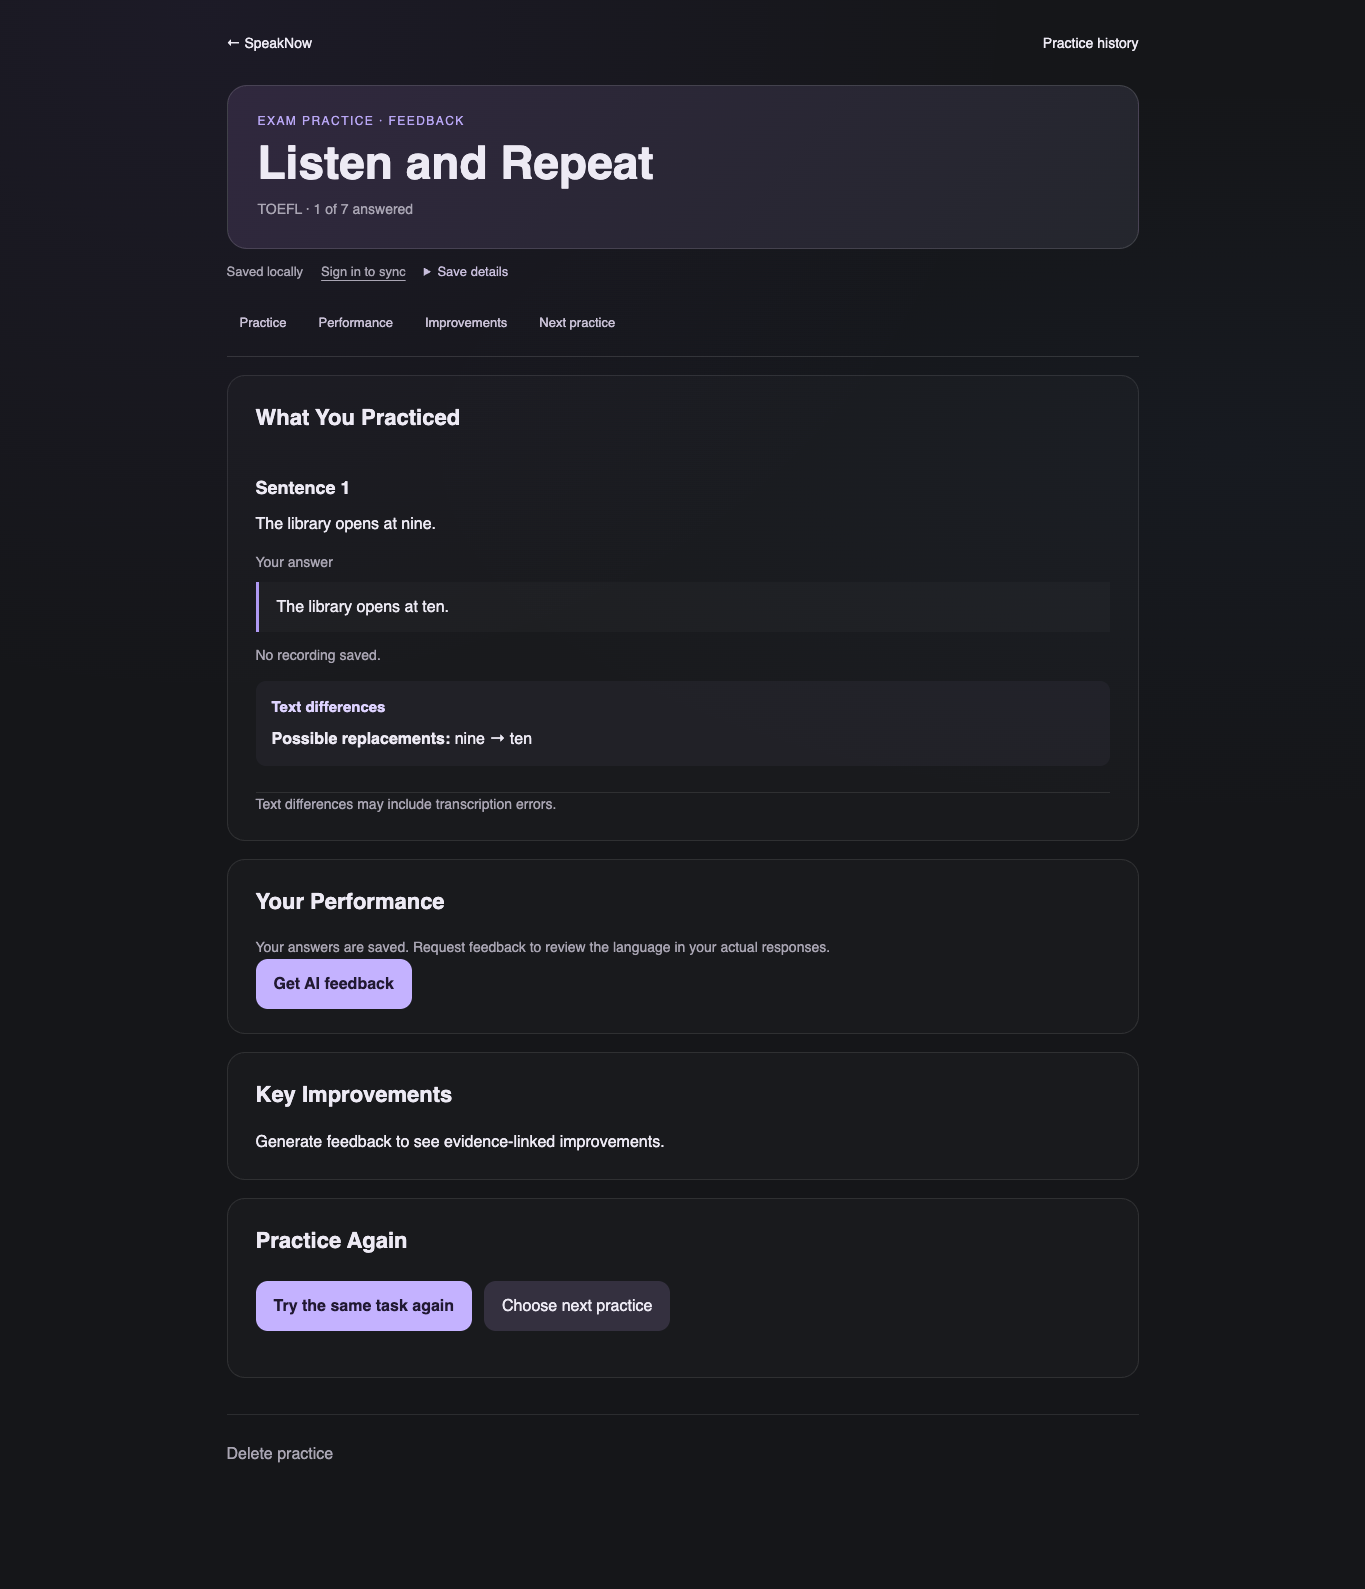 ← SpeakNow
Practice history
EXAM PRACTICE · FEEDBACK
Listen and Repeat
TOEFL · 1 of 7 answered
Saved locally Sign in to sync ▶ Save details
Practice Performance Improvements Next practice
What You Practiced
Sentence 1
The library opens at nine.
Your answer
The library opens at ten.
No recording saved.
Text differences
Possible replacements: nine → ten
Text differences may include transcription errors.
Your Performance
Your answers are saved. Request feedback to review the language in your actual responses.
Get AI feedback
Key Improvements
Generate feedback to see evidence-linked improvements.
Practice Again
Try the same task again Choose next practice
Delete practice